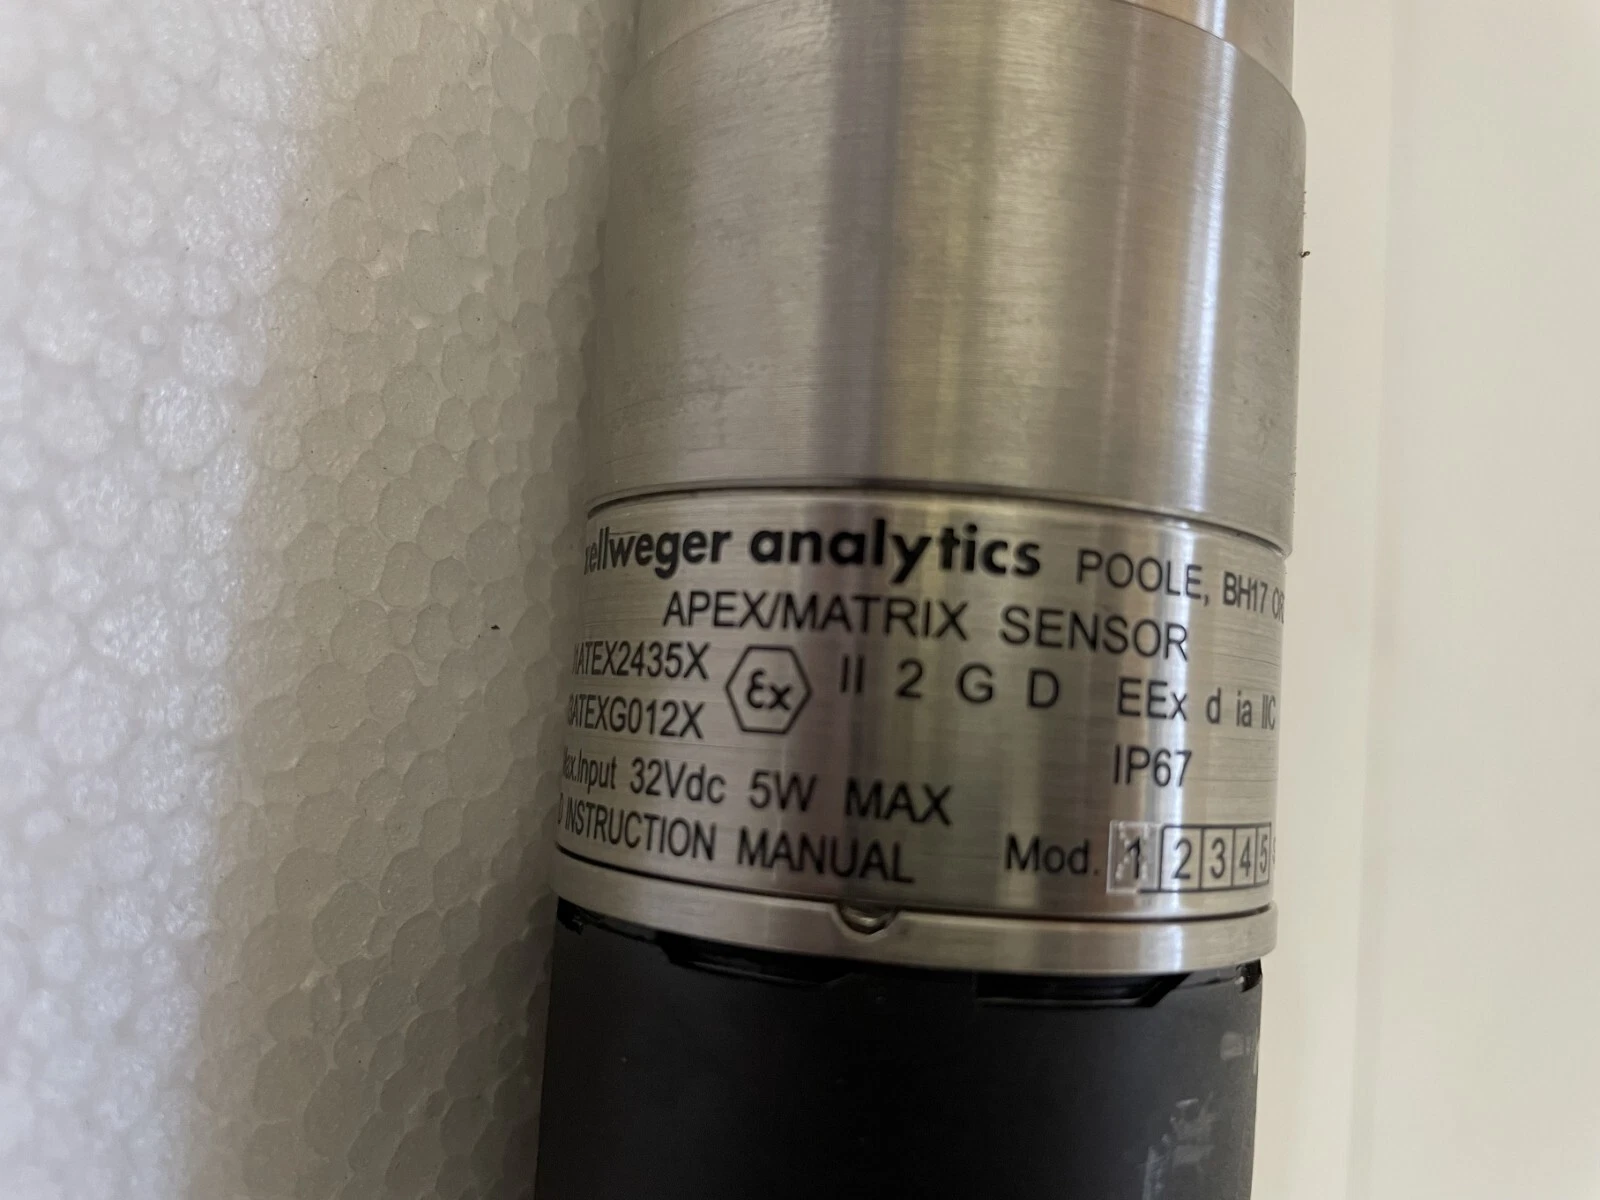 zellweger analytics POOLE, BH17
APEX/MATRIX SENSOR
ATEX2435X Ex II 2 G D EEx d ia IIC
ATEXG012X IP67
Max.Input 32Vdc 5W MAX
INSTRUCTION MANUAL Mod. 1 2 3 4 5